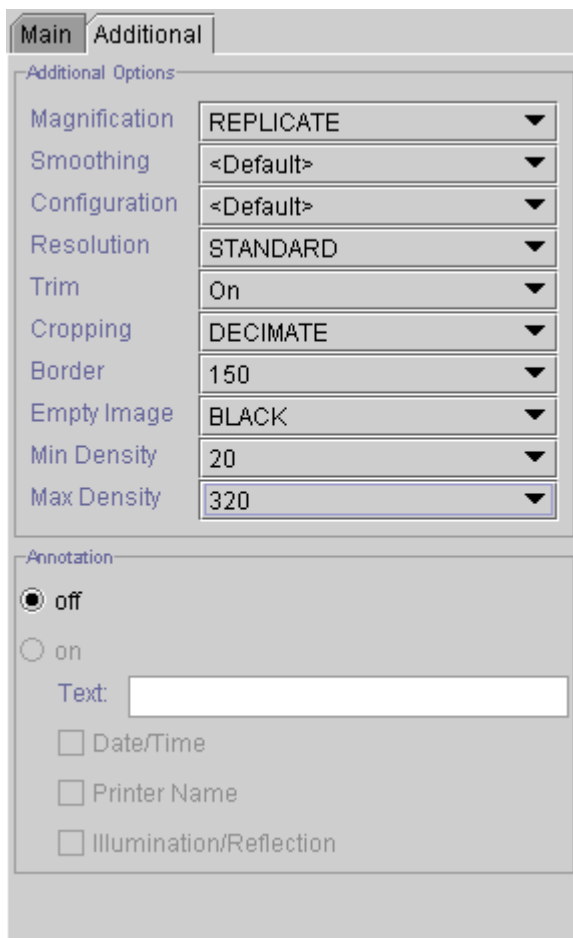 Main Additional
Additional Options
Magnification REPLICATE
Smoothing <Default>
Configuration <Default>
Resolution STANDARD
Trim On
Cropping DECIMATE
Border 150
Empty Image BLACK
Min Density 20
Max Density 320
Annotation
off
on
Text:
Date/Time
Printer Name
Illumination/Reflection